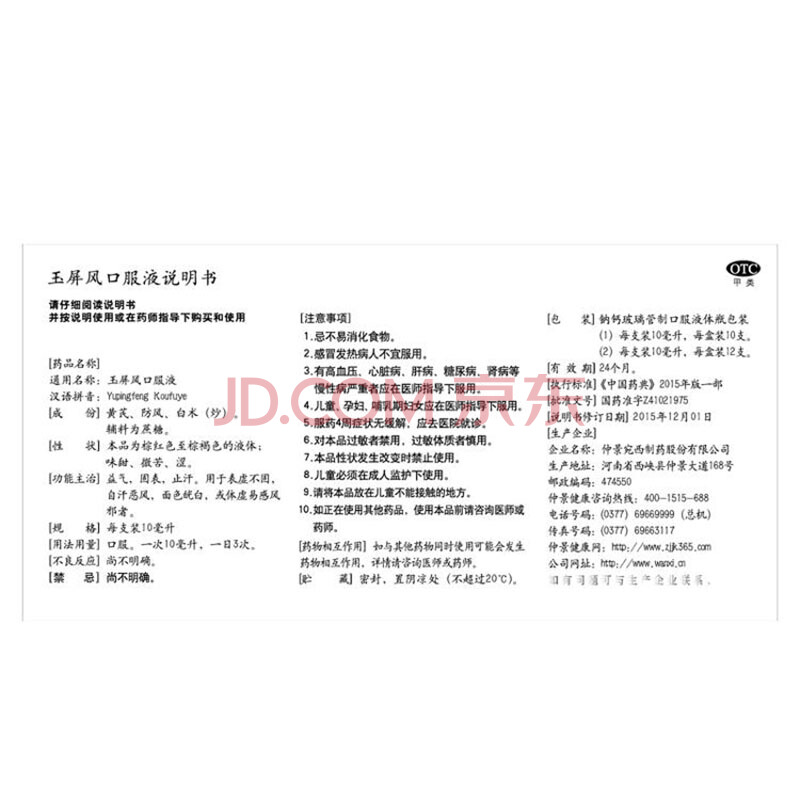 玉屏风口服液说明书
请仔细阅读说明书
并按说明使用或在药师指导下购买和使用
[药品名称]
通用名称：玉屏风口服液
汉语拼音：Yupingfeng Koufuye
[成 份] 黄芪、防风、白术（炒）。
辅料为蔗糖。
[性 状] 本品为棕红色至棕褐色的液体；
味甜、微苦、涩。
[功能主治] 益气，固表，止汗。用于表虚不固，
自汗恶风，面色㿠白，或体虚易感风
邪者。
[规 格] 每支装10毫升
[用法用量] 口服。一次10毫升，一日3次。
[不良反应] 尚不明确。
[禁 忌] 尚不明确。
[注意事项]
1.忌不易消化食物。
2.感冒发热病人不宜服用。
3.有高血压、心脏病、肝病、糖尿病、肾病等
慢性病严重者应在医师指导下服用。
4.儿童、孕妇、哺乳期妇女应在医师指导下服用。
5.服药4周症状无缓解，应去医院就诊。
6.对本品过敏者禁用，过敏体质者慎用。
7.本品性状发生改变时禁止使用。
8.儿童必须在成人监护下使用。
9.请将本品放在儿童不能接触的地方。
10.如正在使用其他药品，使用本品前请咨询医师或
药师。
[药物相互作用] 如与其他药物同时使用可能会发生
药物相互作用，详情请咨询医师或药师。
[贮 藏] 密封，置阴凉处（不超过20℃）。
OTC
甲类
[包 装] 钠钙玻璃管制口服液体瓶包装
(1) 每支装10毫升，每盒装10支。
(2) 每支装10毫升，每盒装12支。
[有 效 期] 24个月。
[执行标准]《中国药典》2015年版一部
[批准文号] 国药准字Z41021975
[说明书修订日期] 2015年12月01日
[生产企业]
企业名称：仲景宛西制药股份有限公司
生产地址：河南省西峡县仲景大道168号
邮政编码：474550
仲景健康咨询热线：400-1515-688
电话号码：(0377) 69669999（总机）
传真号码：(0377) 69663117
仲景健康网：http://www.zjjk365.com
公司网址：http://www.wanxi.cn
如有问题可与生产企业联系。
JD.COM 京东